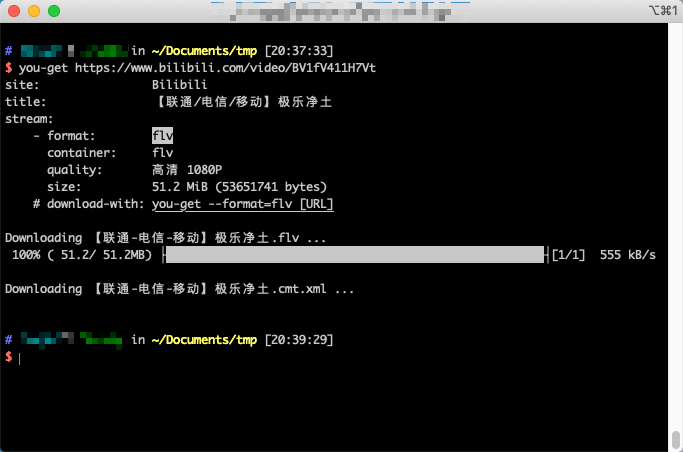 ⌥⌘1
# in ~/Documents/tmp [20:37:33]
$ you-get https://www.bilibili.com/video/BV1fV411H7Vt
site: Bilibili
title: 【联通/电信/移动】极乐净土
stream:
- format: flv
container: flv
quality: 高清 1080P
size: 51.2 MiB (53651741 bytes)
# download-with: you-get --format=flv [URL]
Downloading 【联通-电信-移动】极乐净土.flv ...
100% ( 51.2/ 51.2MB) ├█┤[1/1] 555 kB/s
Downloading 【联通-电信-移动】极乐净土.cmt.xml ...
# in ~/Documents/tmp [20:39:29]
$